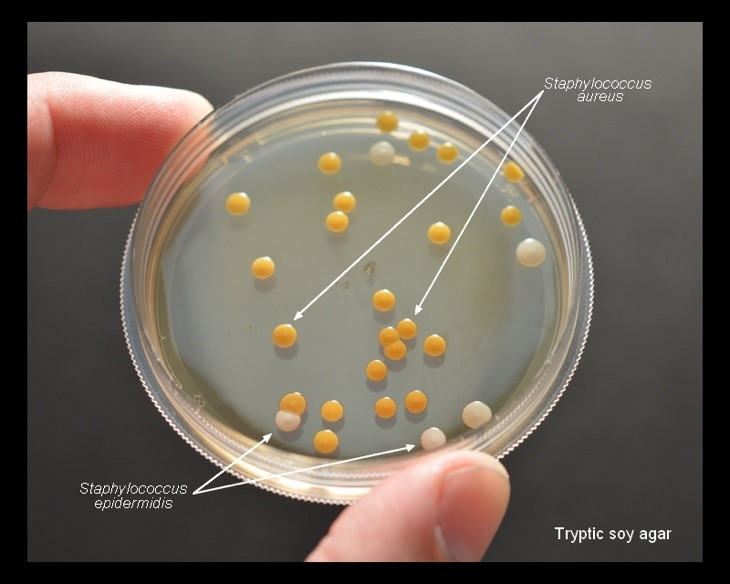 Staphylococcus
aureus
Staphylococcus
epidermidis
Tryptic soy agar